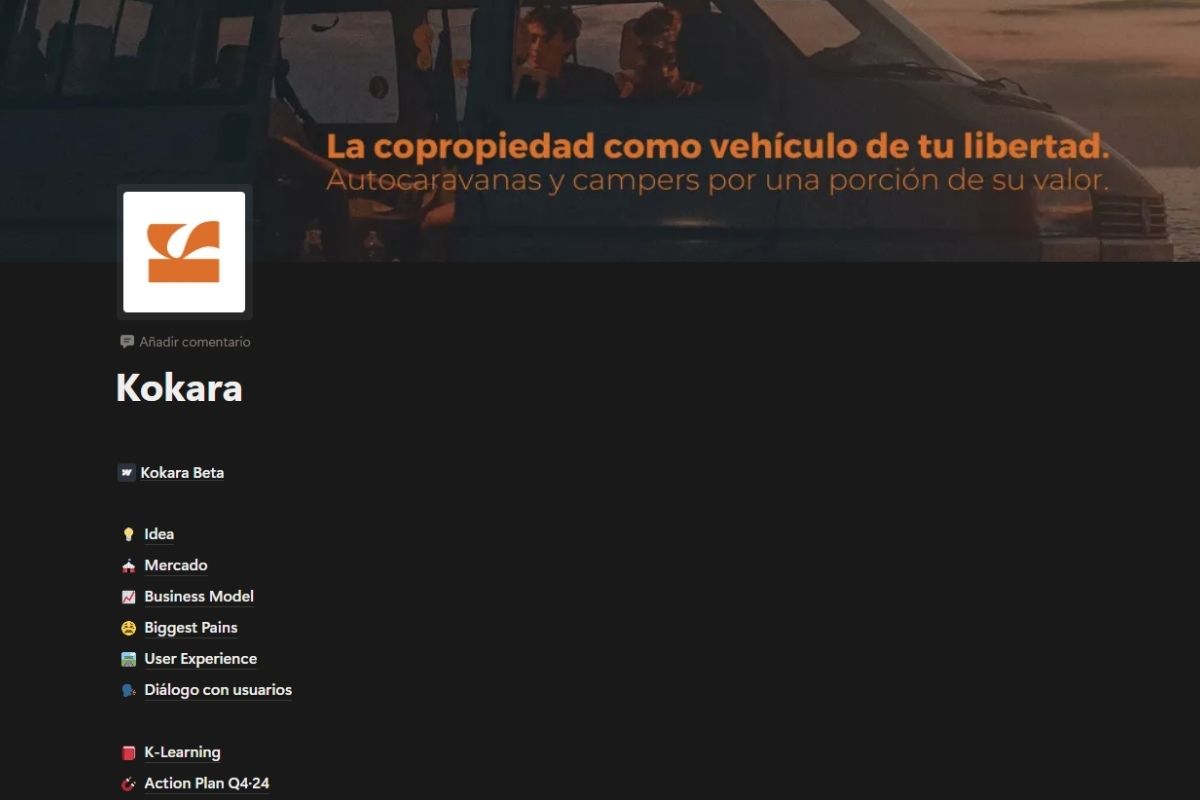 La copropiedad como vehículo de tu libertad.
Autocaravanas y campers por una porción de su valor.
Añadir comentario
Kokara
Kokara Beta
Idea
Mercado
Business Model
Biggest Pains
User Experience
Diálogo con usuarios
K-Learning
Action Plan Q4·24